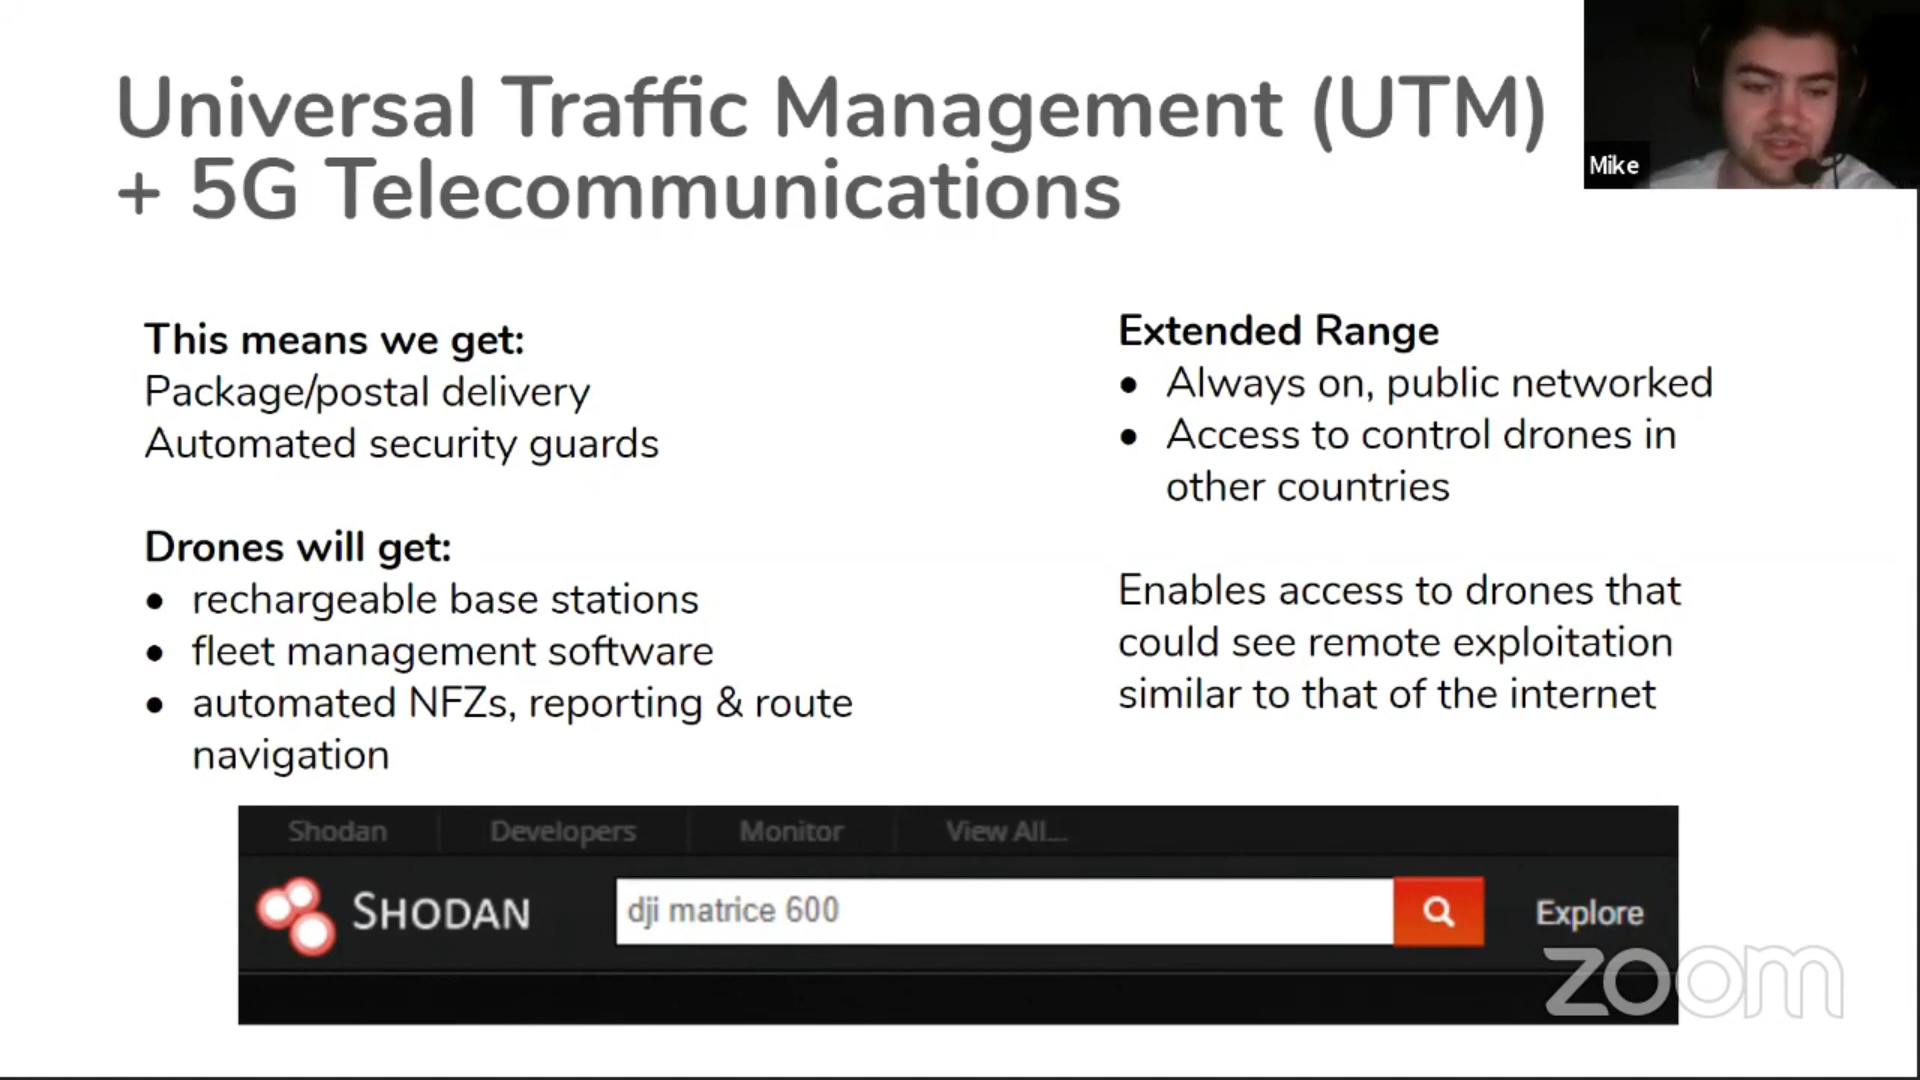 Universal Traffic Management (UTM)
+ 5G Telecommunications
Mike
This means we get:
Package/postal delivery
Automated security guards
Drones will get:
● rechargeable base stations
● fleet management software
● automated NFZs, reporting & route
navigation
Extended Range
● Always on, public networked
● Access to control drones in
other countries
Enables access to drones that
could see remote exploitation
similar to that of the internet
Shodan Developers Monitor View All...
SHODAN dji matrice 600 Explore
zoom